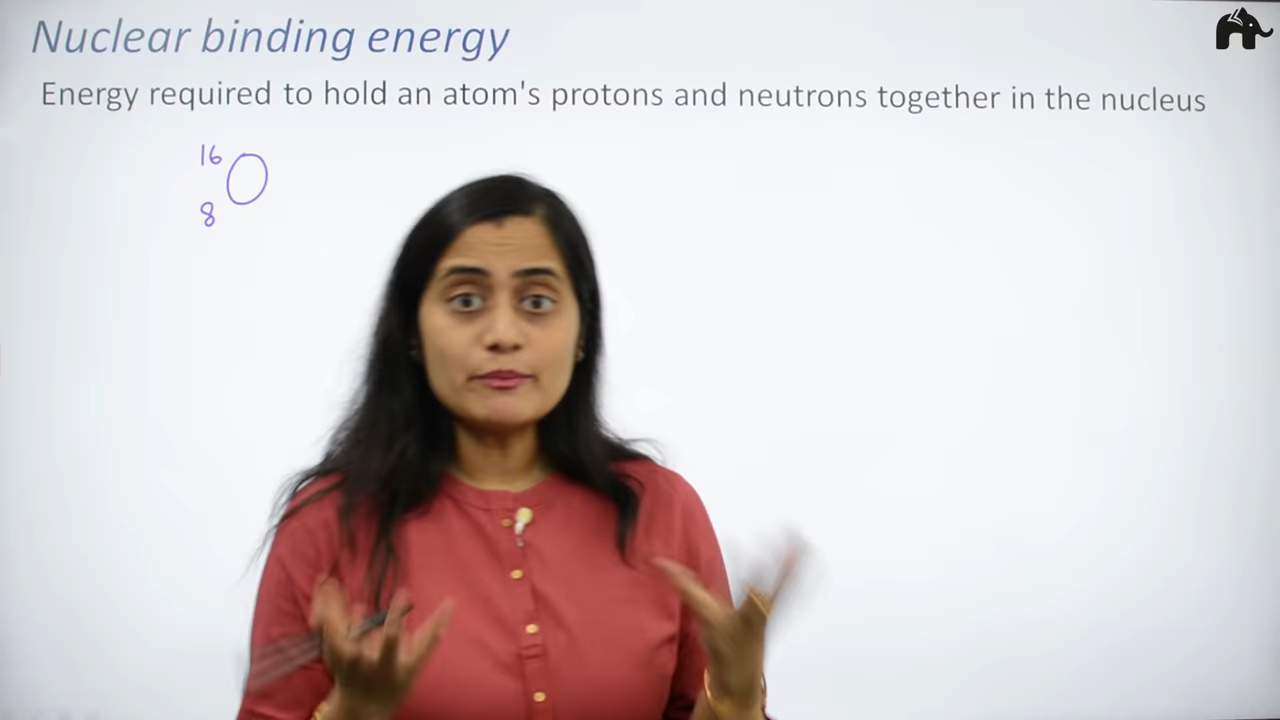 Nuclear binding energy
Energy required to hold an atom's protons and neutrons together in the nucleus
16
O
8